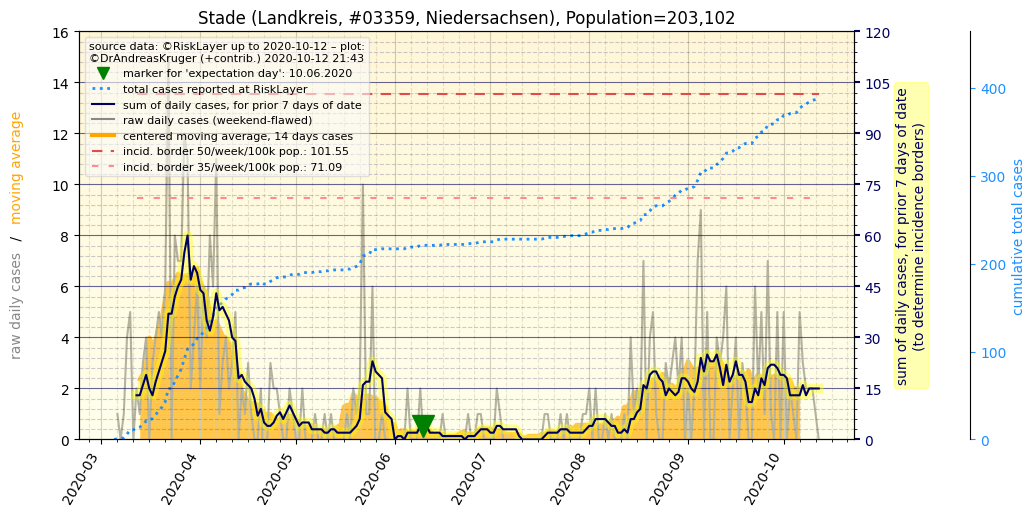 Stade (Landkreis, #03359, Niedersachsen), Population=203,102
source data: ©RiskLayer up to 2020-10-12 – plot:
©DrAndreasKruger (+contrib.) 2020-10-12 21:43
marker for 'expectation day': 10.06.2020
total cases reported at RiskLayer
sum of daily cases, for prior 7 days of date
raw daily cases (weekend-flawed)
centered moving average, 14 days cases
incid. border 50/week/100k pop.: 101.55
incid. border 35/week/100k pop.: 71.09
raw daily cases / moving average
16
14
12
10
8
6
4
2
0
120
105
90
75
60
45
30
15
0
sum of daily cases, for prior 7 days of date
(to determine incidence borders)
400
300
200
100
0
cumulative total cases
2020-03
2020-04
2020-05
2020-06
2020-07
2020-08
2020-09
2020-10